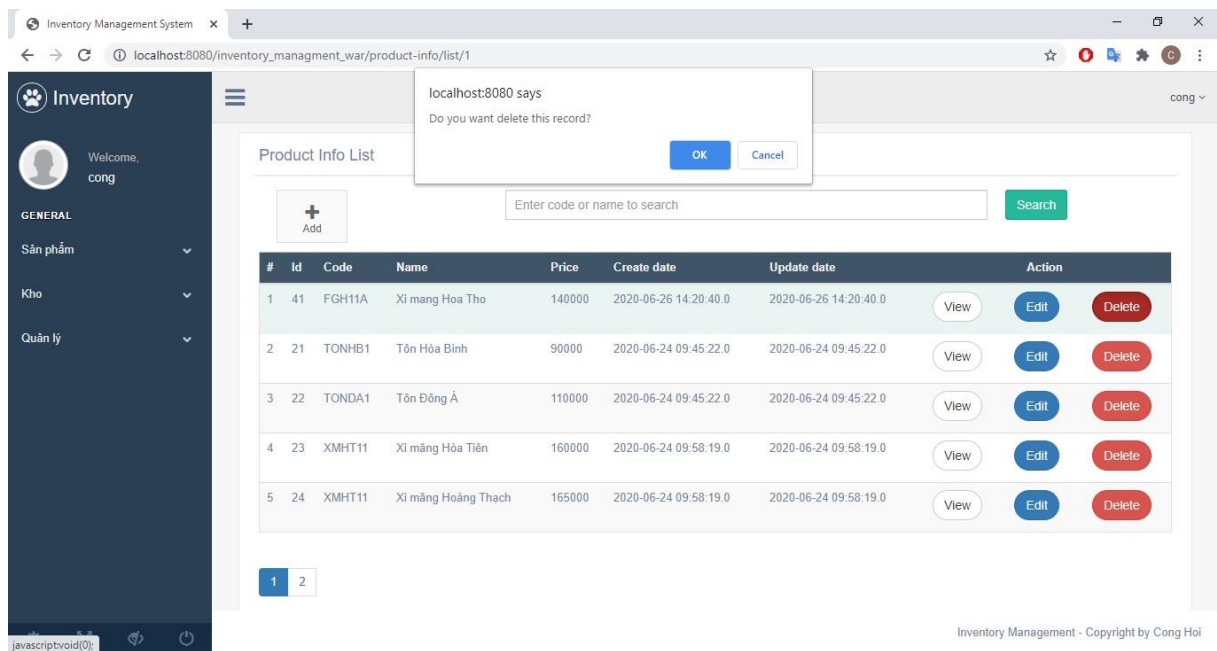 Inventory Management System
localhost:8080/inventory_managment_war/product-info/list/1
C
Inventory
localhost:8080 says
Do you want delete this record?
OK Cancel
cong
Welcome,
cong
Product Info List
Add
Enter code or name to search
Search
GENERAL
Sản phẩm
Kho
Quản lý
# Id Code Name Price Create date Update date Action
1 41 FGH11A Xi mang Hoa Tho 140000 2020-06-26 14:20:40.0 2020-06-26 14:20:40.0 View Edit Delete
2 21 TONHB1 Tôn Hòa Bình 90000 2020-06-24 09:45:22.0 2020-06-24 09:45:22.0 View Edit Delete
3 22 TONDA1 Tôn Đông Á 110000 2020-06-24 09:45:22.0 2020-06-24 09:45:22.0 View Edit Delete
4 23 XMHT11 Xi măng Hòa Tiên 160000 2020-06-24 09:58:19.0 2020-06-24 09:58:19.0 View Edit Delete
5 24 XMHT11 Xi măng Hoàng Thạch 165000 2020-06-24 09:58:19.0 2020-06-24 09:58:19.0 View Edit Delete
1 2
Inventory Management - Copyright by Cong Hoi
javascript:void(0);